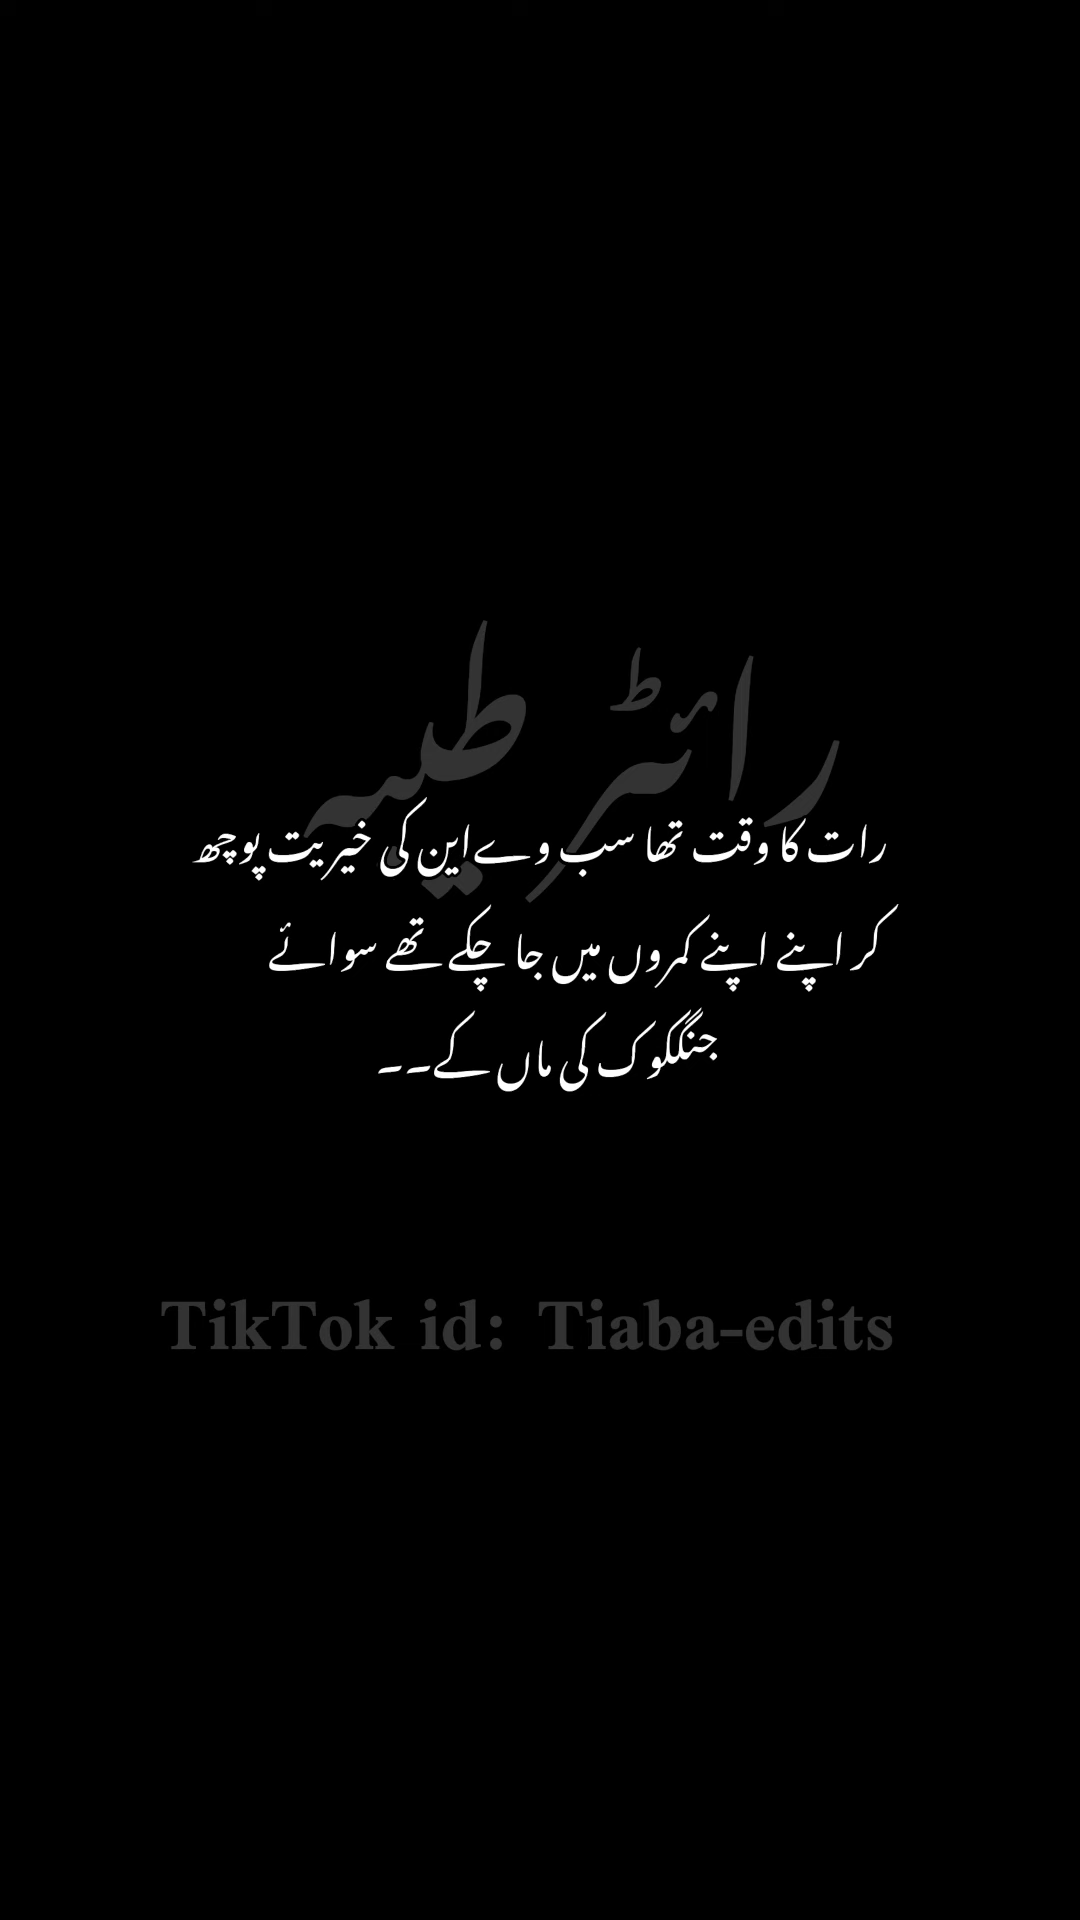 رائٹر طیبہ
رات کا وقت تھا سب وے این کی خیریت پوچھ
کر اپنے اپنے کمروں میں جا چکے تھے سوائے
جنگکوک کی ماں کے۔۔
TikTok id: Tiaba-edits